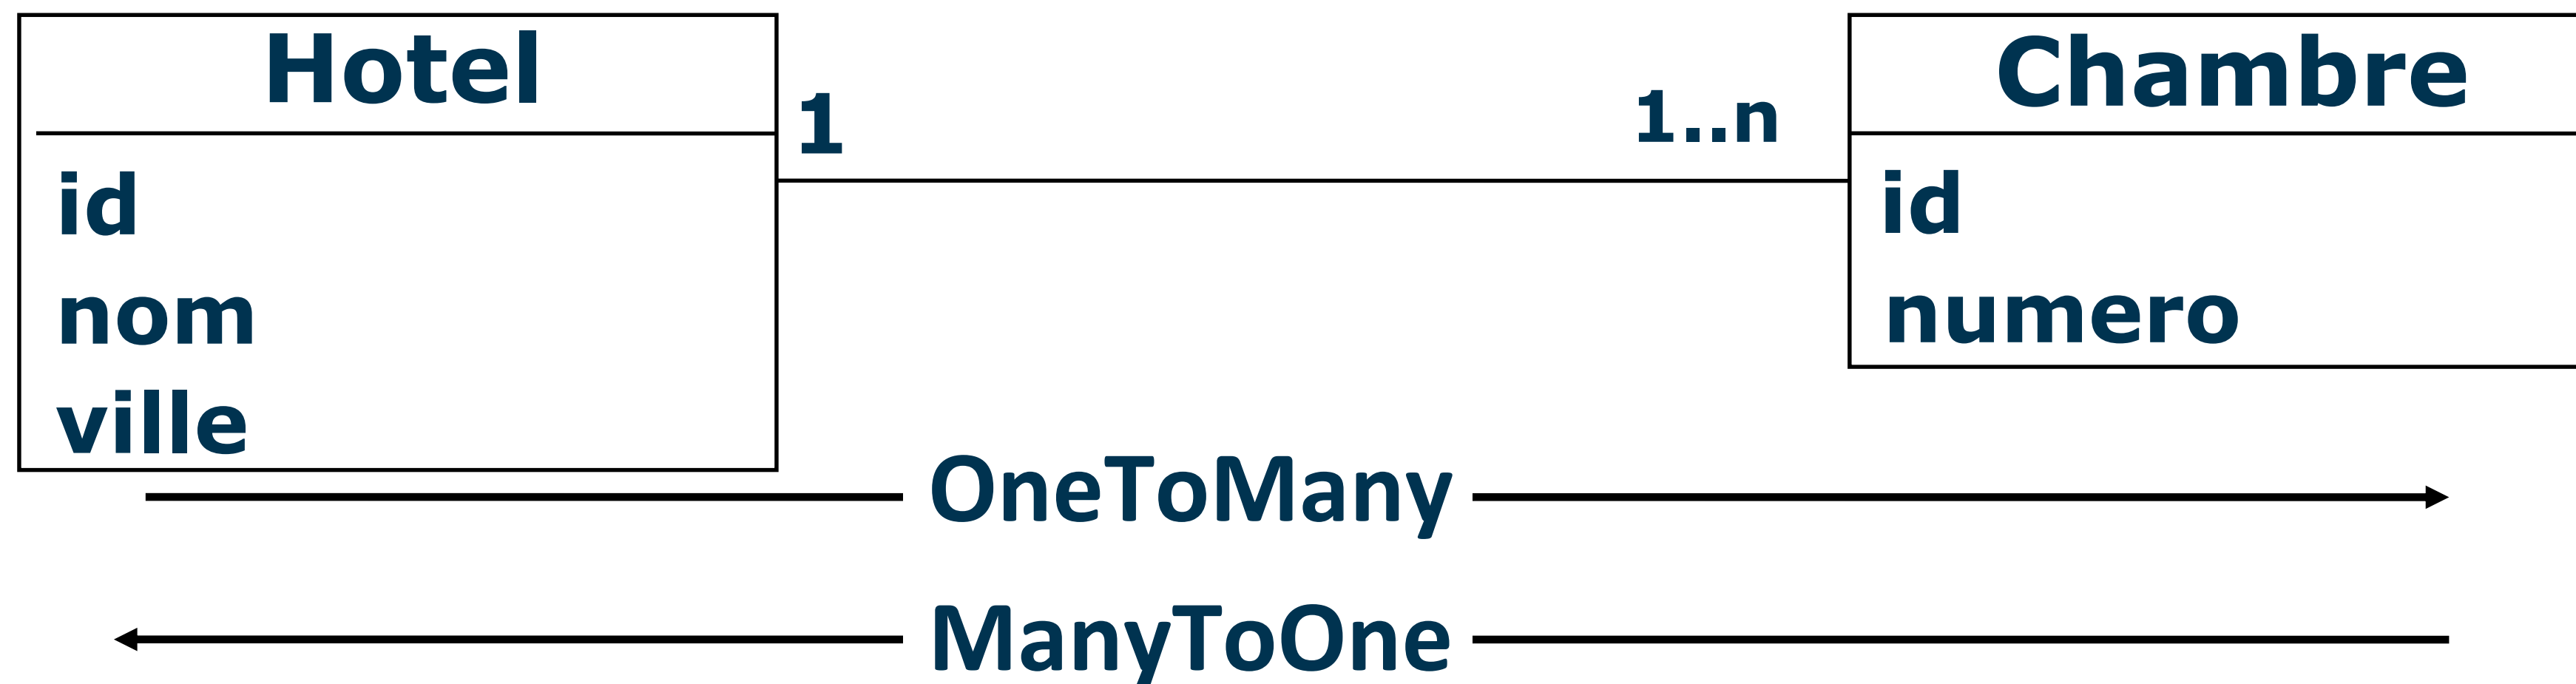 Hotel
id
nom
ville
1
1..n
Chambre
id
numero
OneToMany
ManyToOne